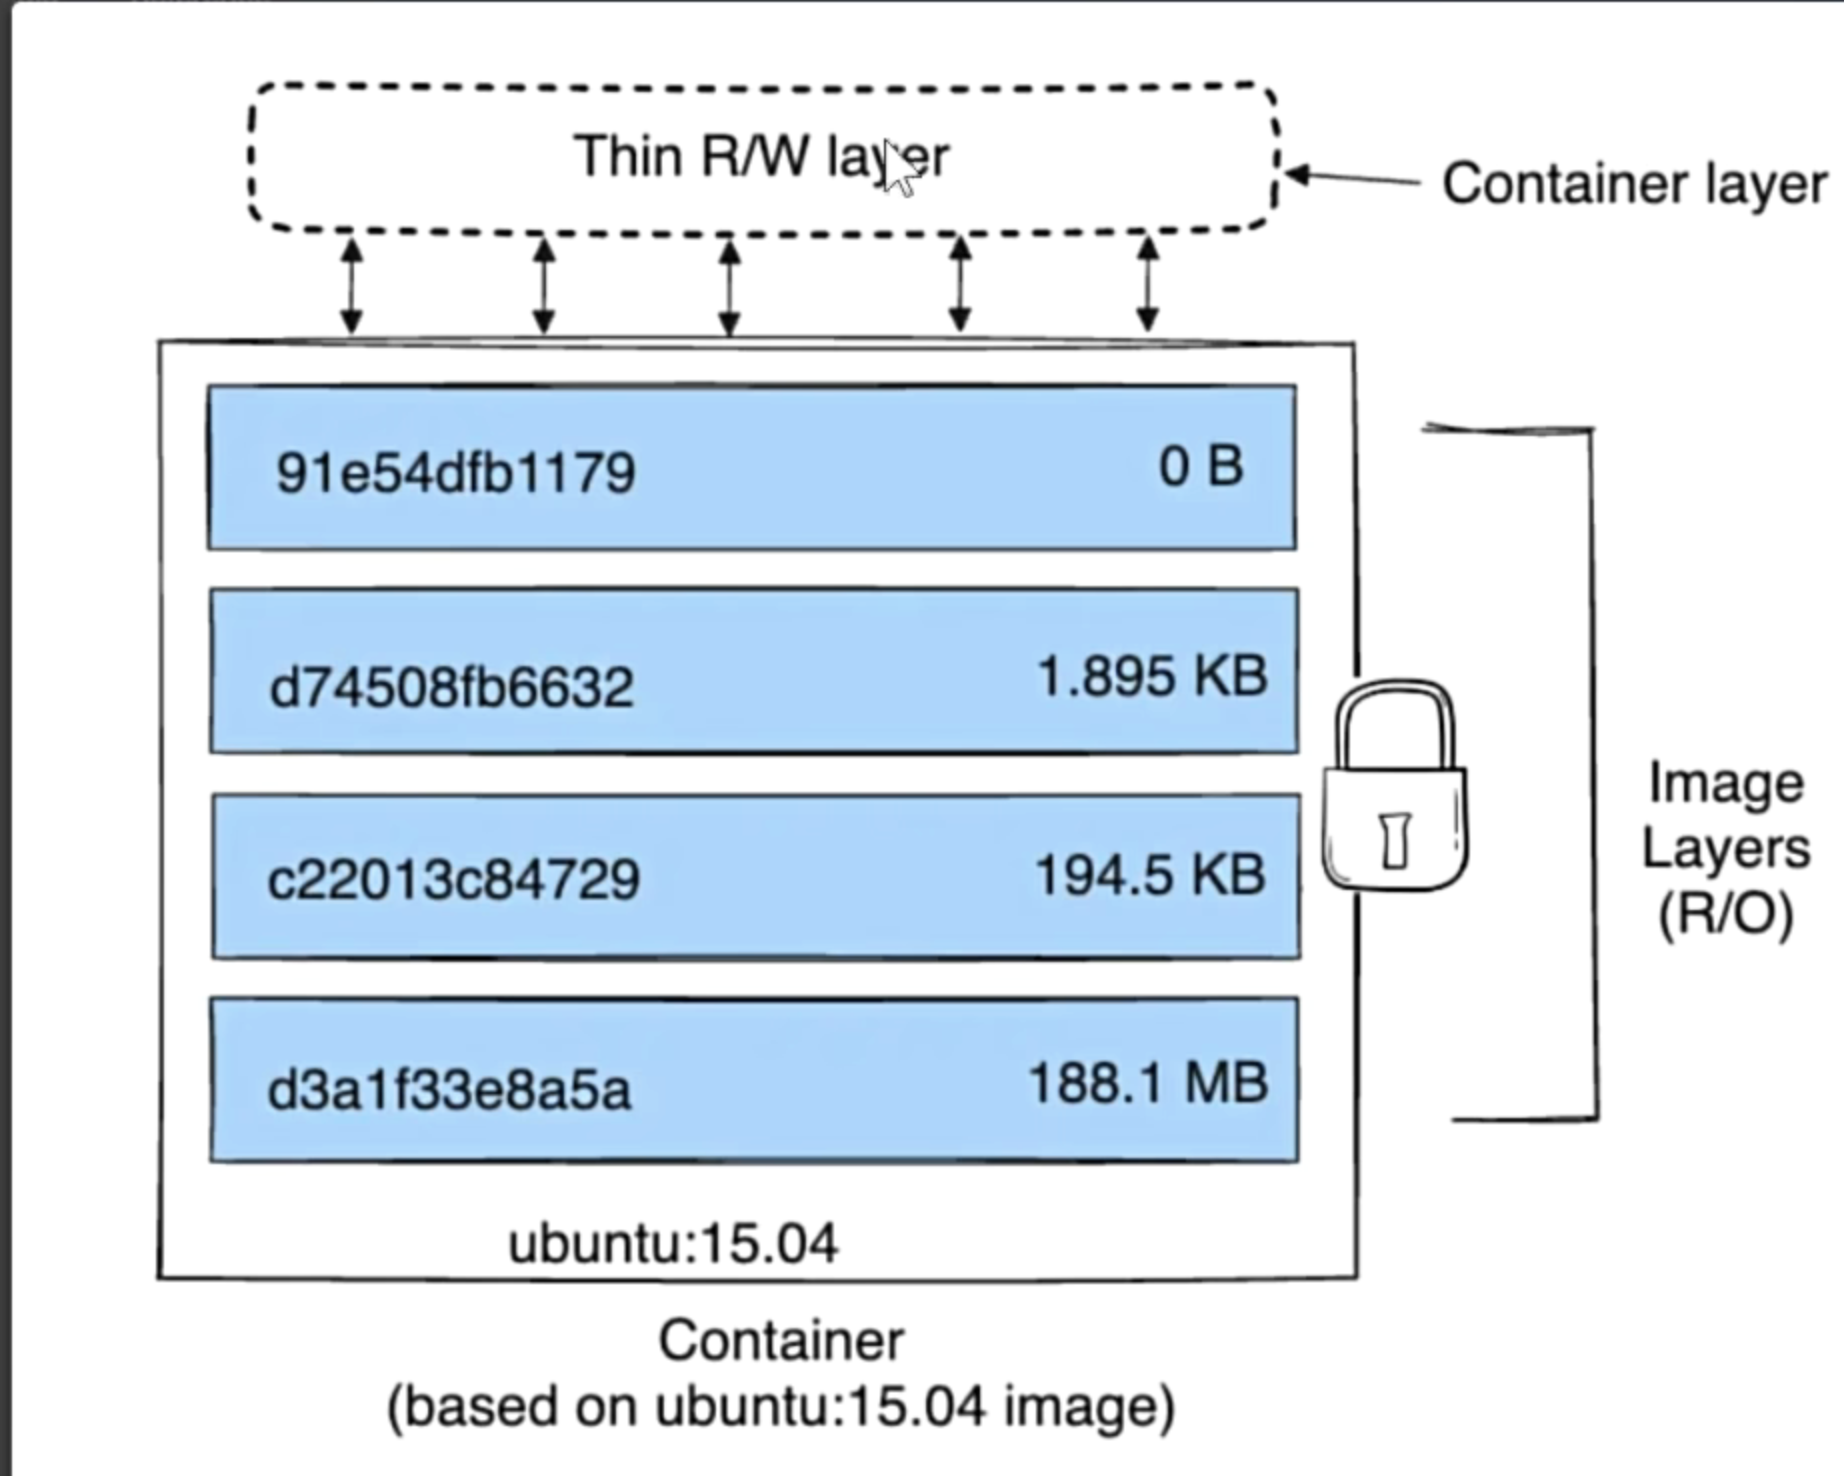 Thin R/W layer
Container layer
91e54dfb1179 0 B
d74508fb6632 1.895 KB
c22013c84729 194.5 KB
d3a1f33e8a5a 188.1 MB
Image
Layers
(R/O)
ubuntu:15.04
Container
(based on ubuntu:15.04 image)